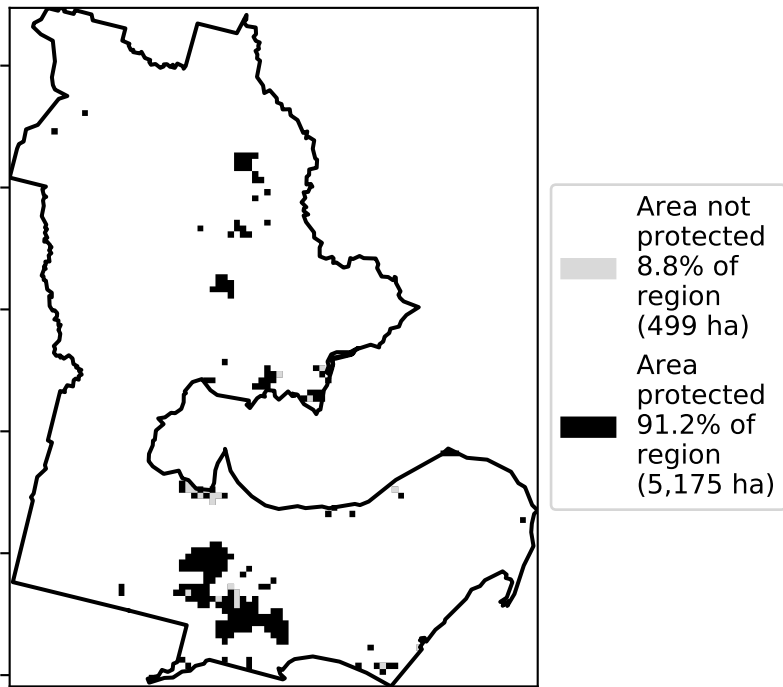 Area not
protected
8.8% of
region
(499 ha)
Area
protected
91.2% of
region
(5,175 ha)